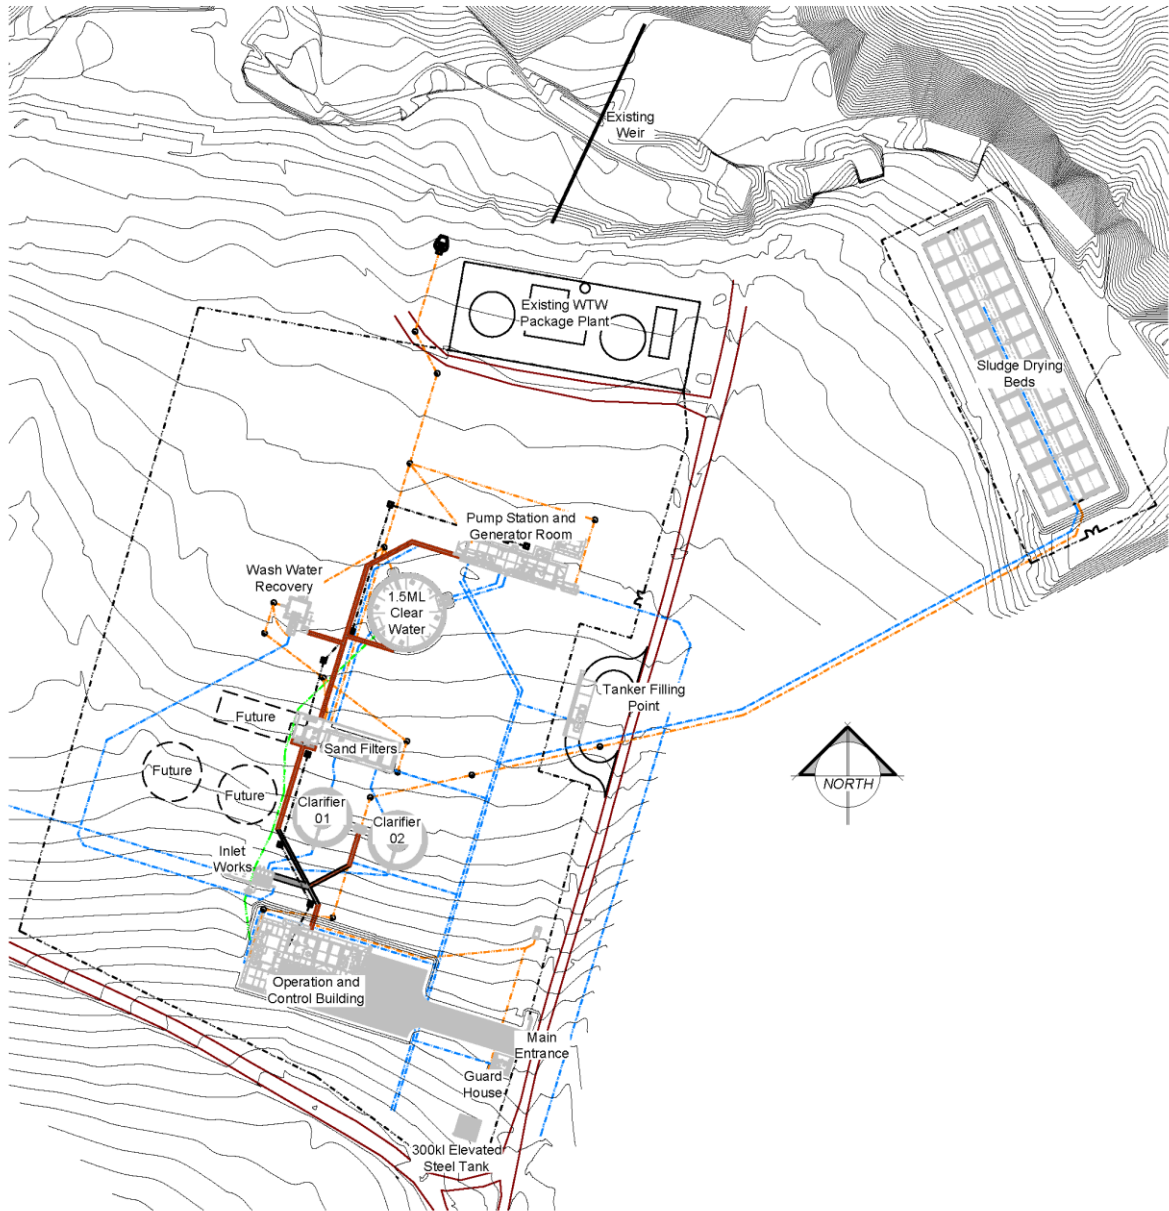 Existing
Weir
Existing WTW
Package Plant
Sludge Drying
Beds
Pump Station and
Generator Room
Wash Water
Recovery
1.5ML
Clear
Water
Tanker Filling
Point
Future
Sand Filters
Future
Future
Clarifier
01
Clarifier
02
NORTH
Inlet
Works
Operation and
Control Building
Main
Entrance
Guard
House
300kl Elevated
Steel Tank